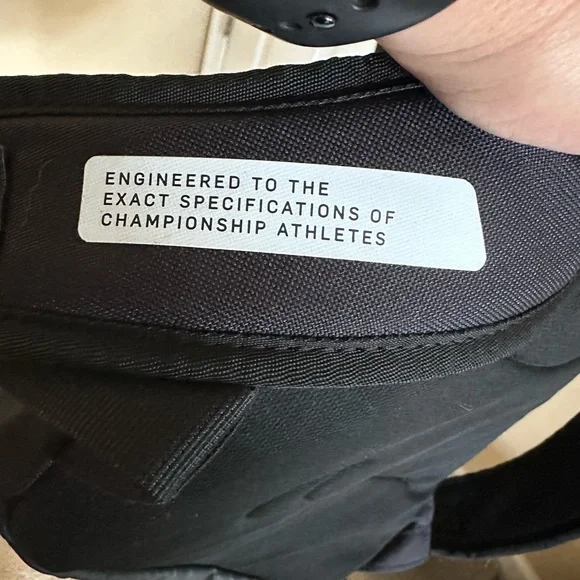 ENGINEERED TO THE
EXACT SPECIFICATIONS OF
CHAMPIONSHIP ATHLETES